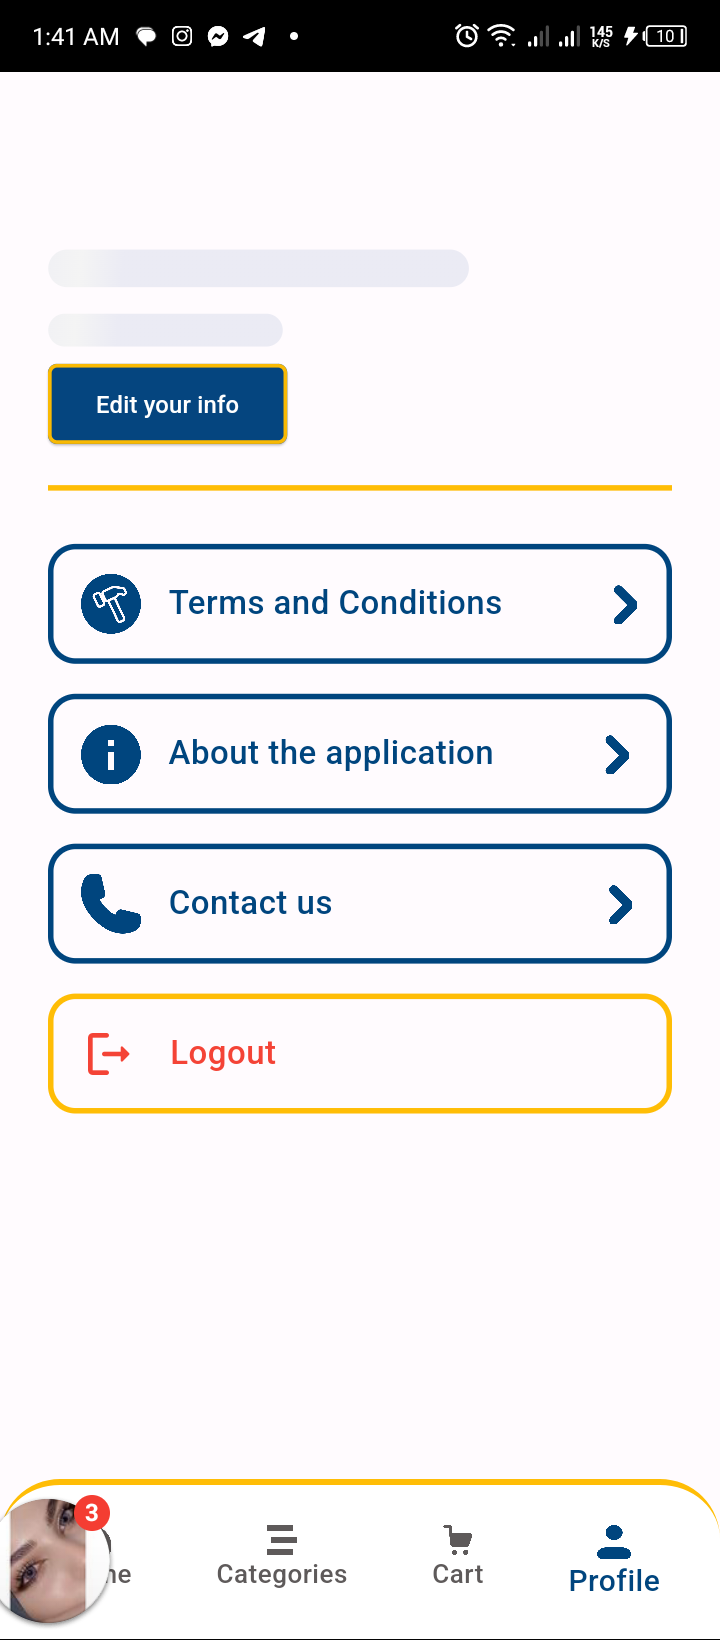 1:41 AM 145 K/S 10
Edit your info
Terms and Conditions
About the application
Contact us
Logout
3
Categories Cart Profile